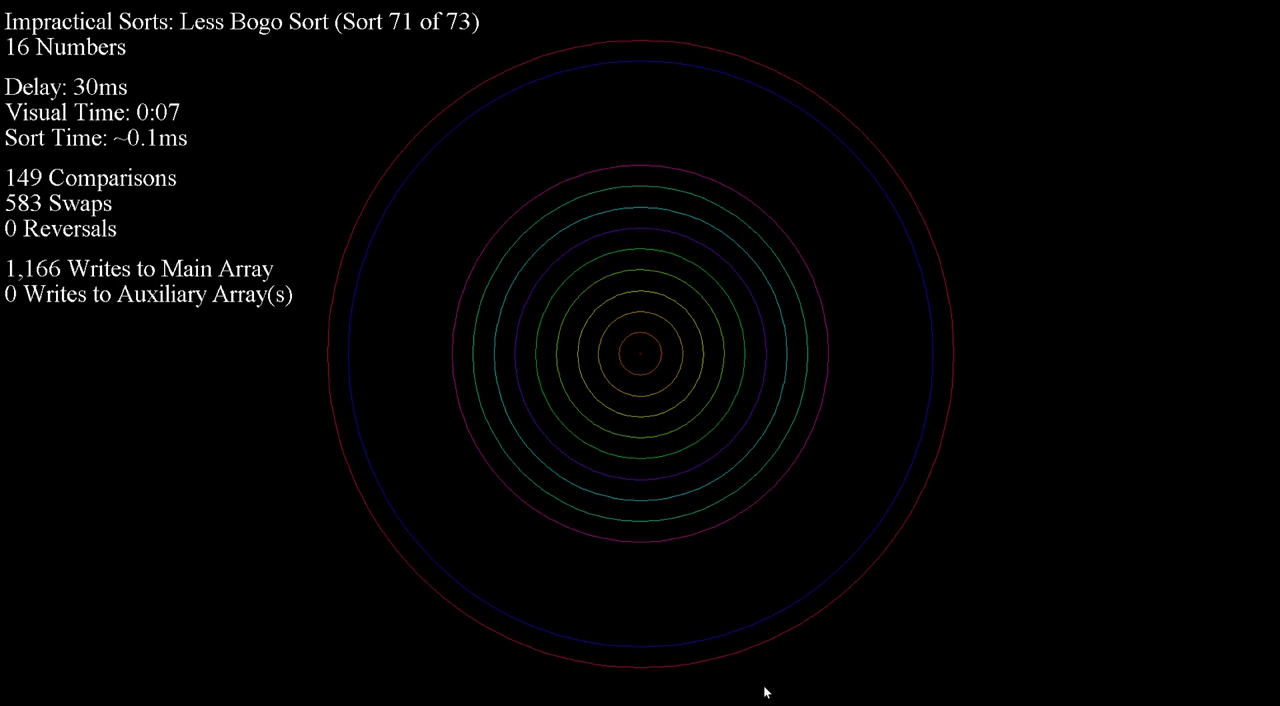 Impractical Sorts: Less Bogo Sort (Sort 71 of 73)
16 Numbers
Delay: 30ms
Visual Time: 0:07
Sort Time: ~0.1ms
149 Comparisons
583 Swaps
0 Reversals
1,166 Writes to Main Array
0 Writes to Auxiliary Array(s)